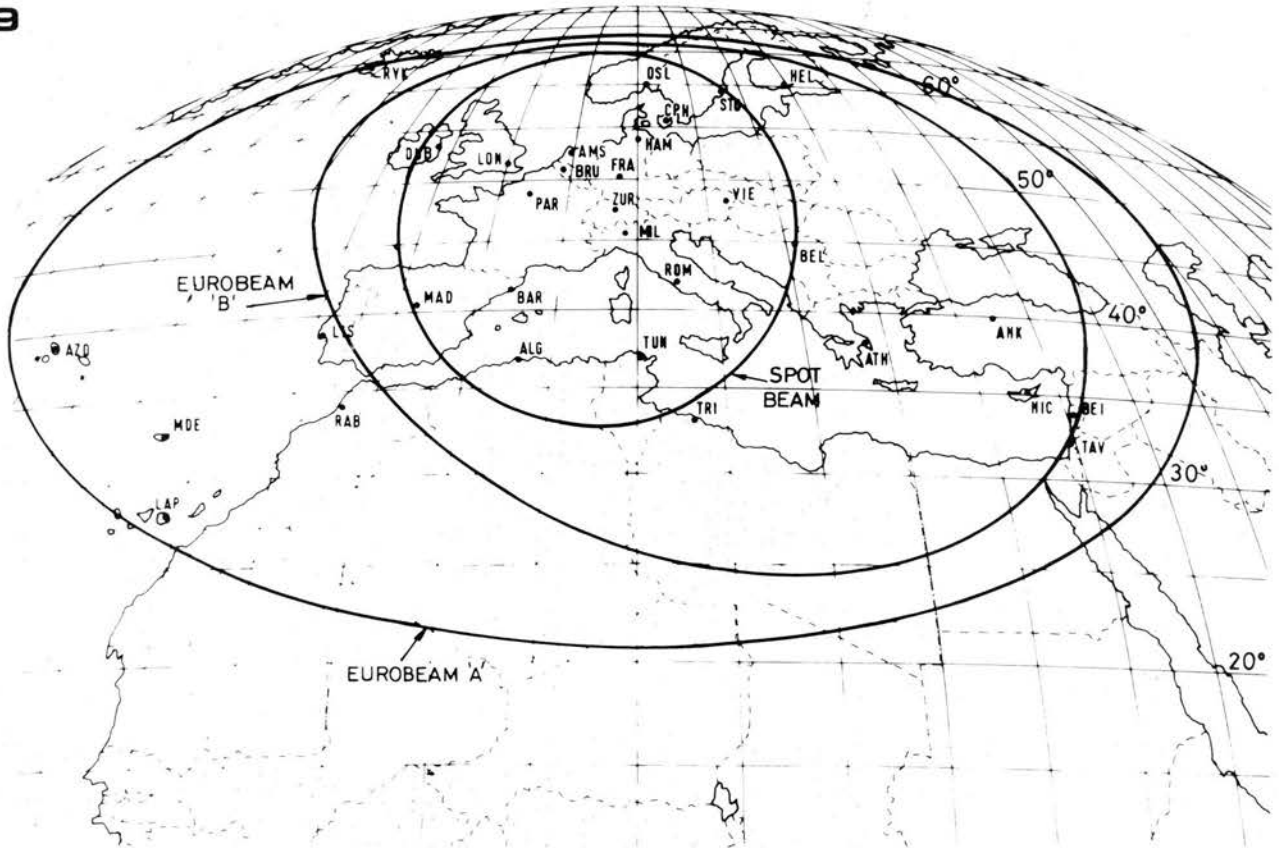 9
RYK
OSL
HEL
60°
STO
CPN
HAM
DUB
LON
AMS
BRU
FRA
50°
PAR
ZUR
VIE
MIL
BEL
ROM
EUROBEAM
'B'
MAD
BAR
40°
LIS
ANK
AZO
ALG
TUN
ATH
SPOT
BEAM
NIC
BEI
MDE
RAB
TRI
TAV
30°
LAP
20°
EUROBEAM 'A'